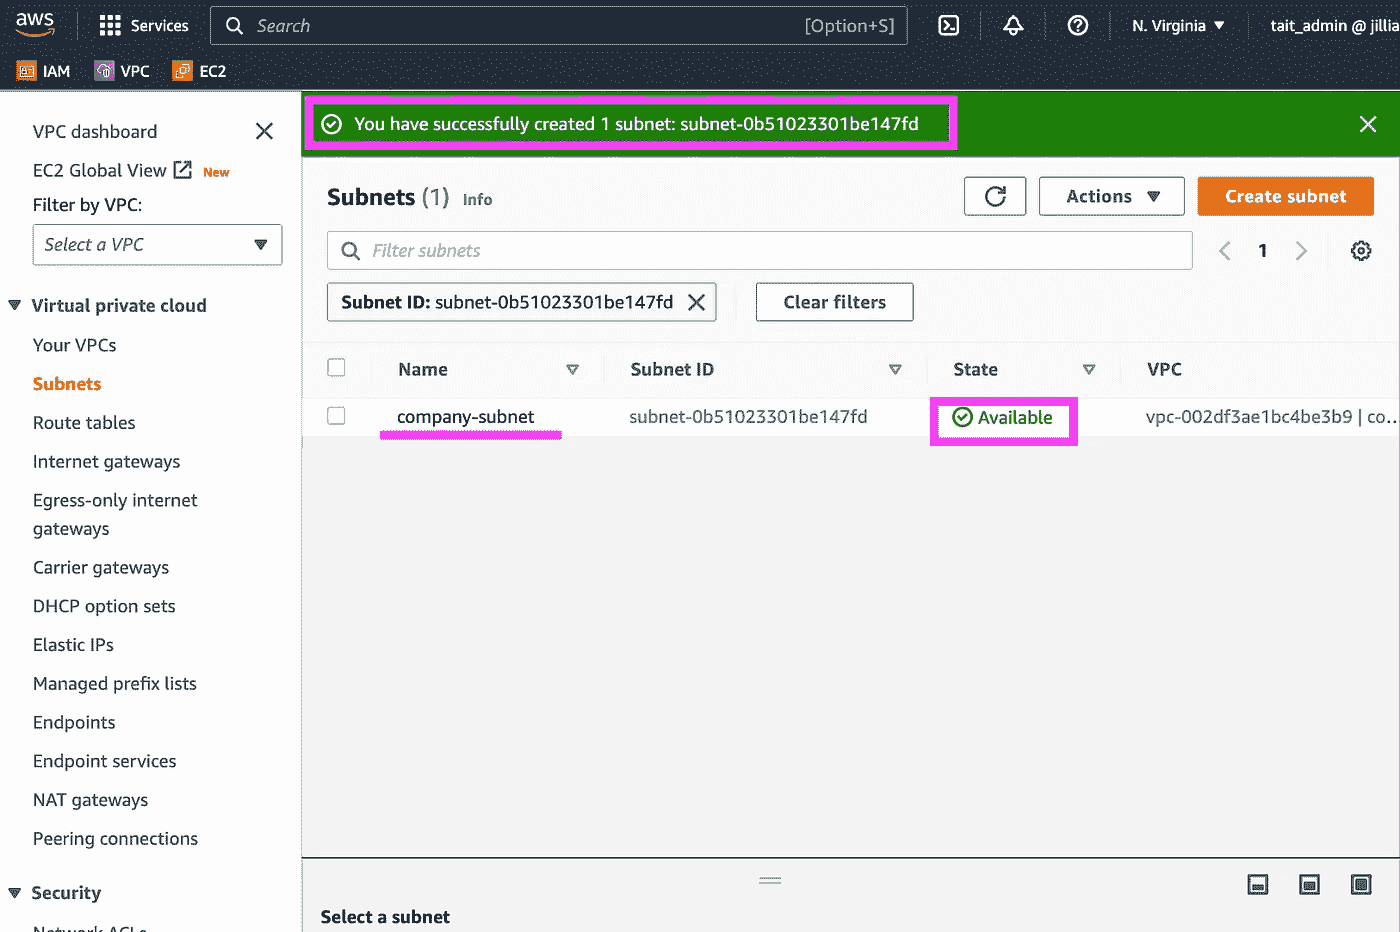 aws
Services
Search
[Option+S]
N. Virginia
tait_admin @ jillia
IAM
VPC
EC2
VPC dashboard
EC2 Global View New
Filter by VPC:
Select a VPC
Virtual private cloud
Your VPCs
Subnets
Route tables
Internet gateways
Egress-only internet
gateways
Carrier gateways
DHCP option sets
Elastic IPs
Managed prefix lists
Endpoints
Endpoint services
NAT gateways
Peering connections
Security
Network ACLs
You have successfully created 1 subnet: subnet-0b51023301be147fd
Subnets (1) Info
Actions
Create subnet
Filter subnets
1
Subnet ID: subnet-0b51023301be147fd
Clear filters
Name
Subnet ID
State
VPC
company-subnet
subnet-0b51023301be147fd
Available
vpc-002df3ae1bc4be3b9 | co...
Select a subnet